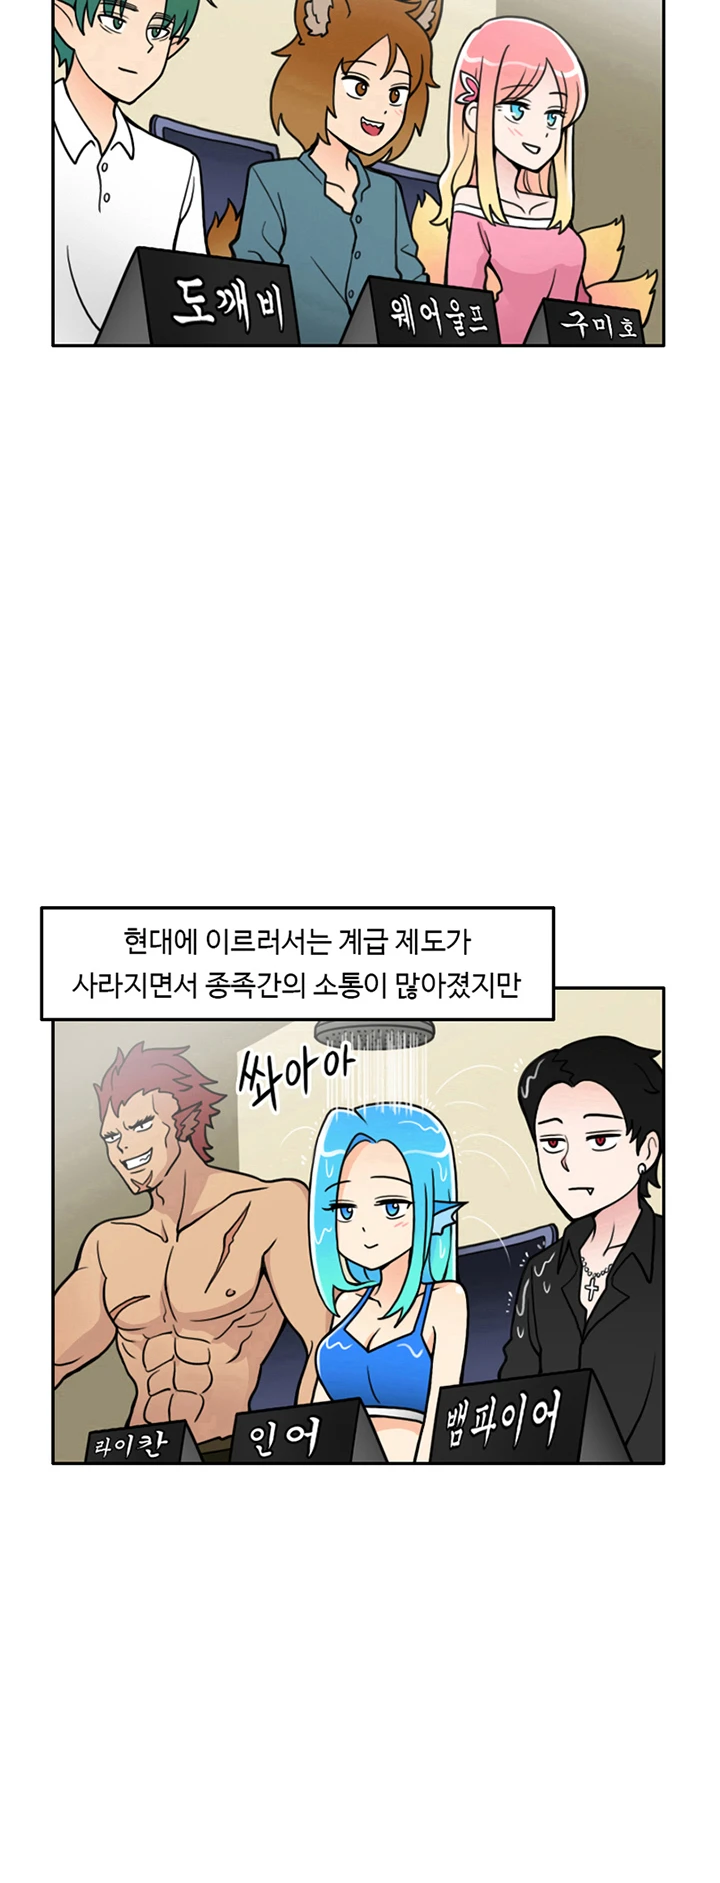 도깨비
웨어울프
구미호
현대에 이르러서는 계급 제도가
사라지면서 종족간의 소통이 많아졌지만
쏴아아
라이칸
인어
뱀파이어